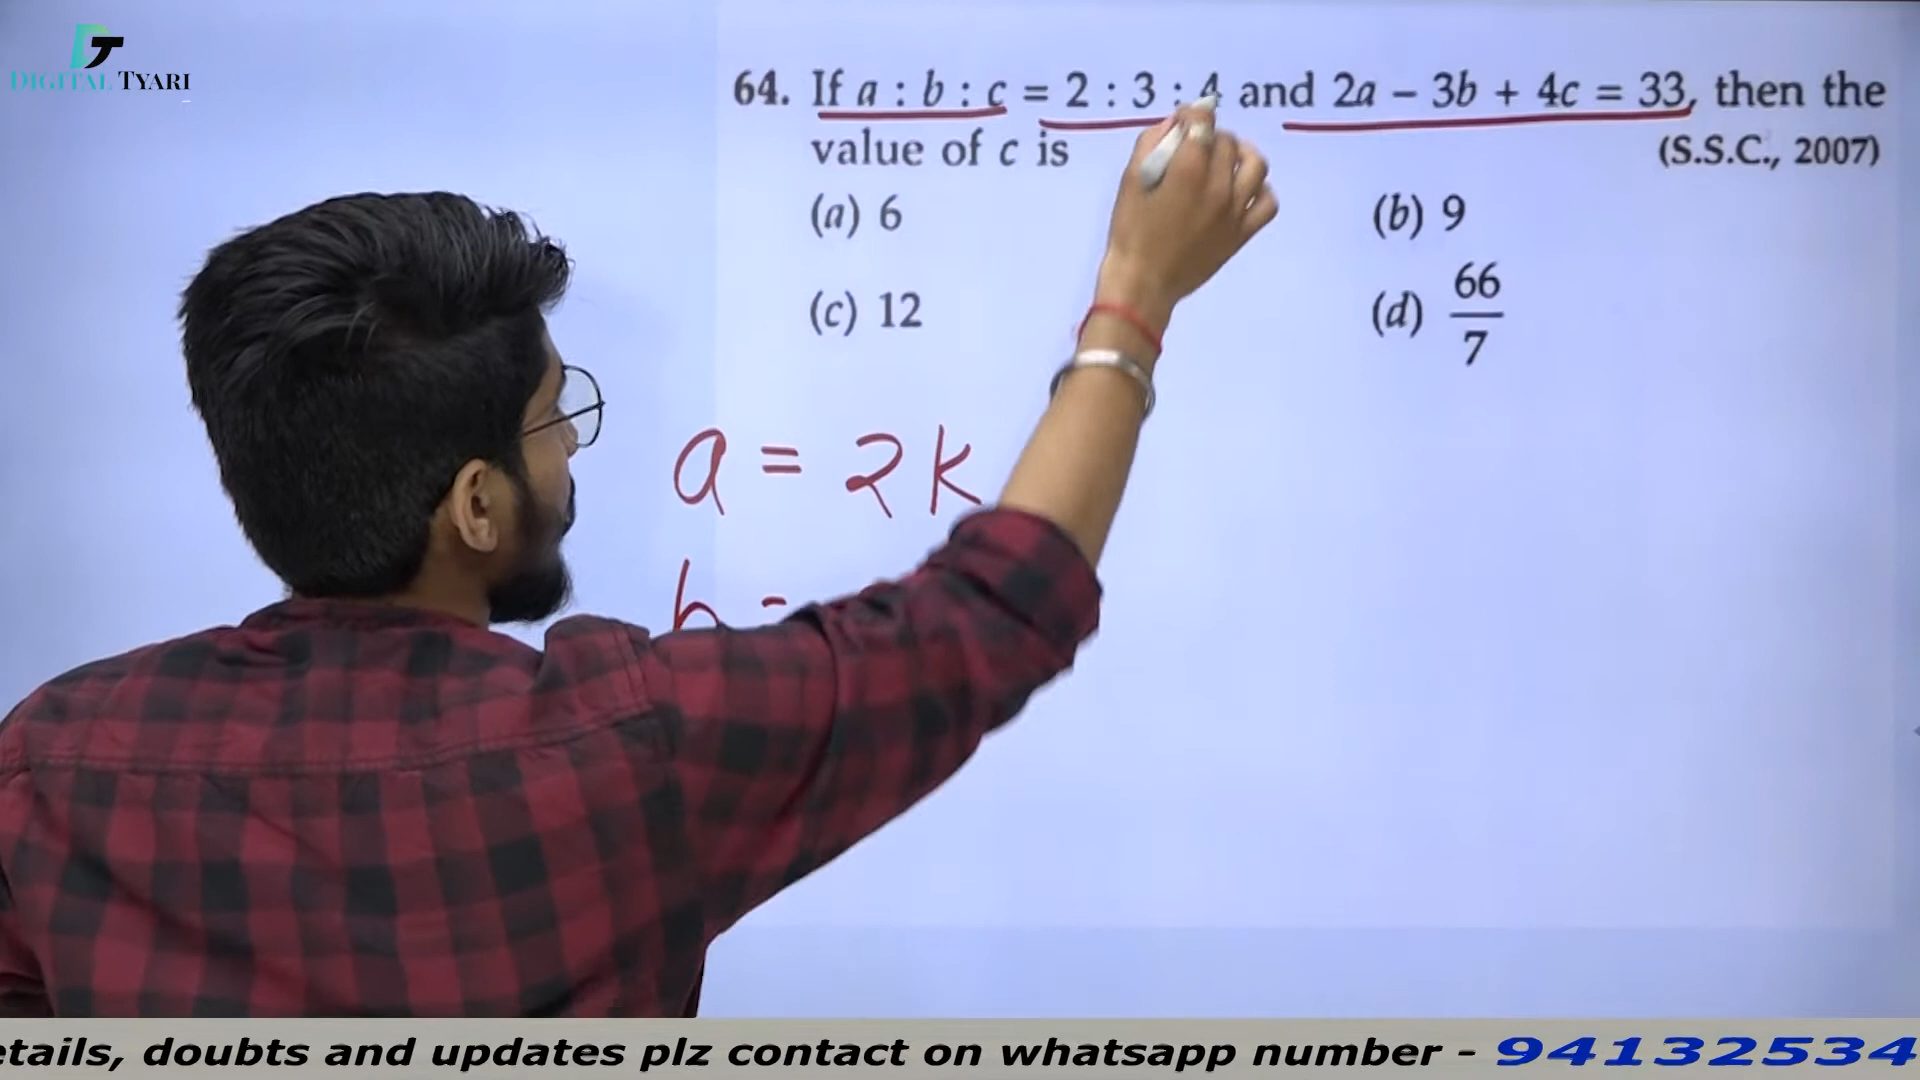 DT
DIGITAL TYARI
64. If a : b : c = 2 : 3 : 4 and 2a – 3b + 4c = 33, then the
value of c is (S.S.C., 2007)
(a) 6 (b) 9
(c) 12 (d) 66/7
a = 2k
b =
etails, doubts and updates plz contact on whatsapp number - 94132534